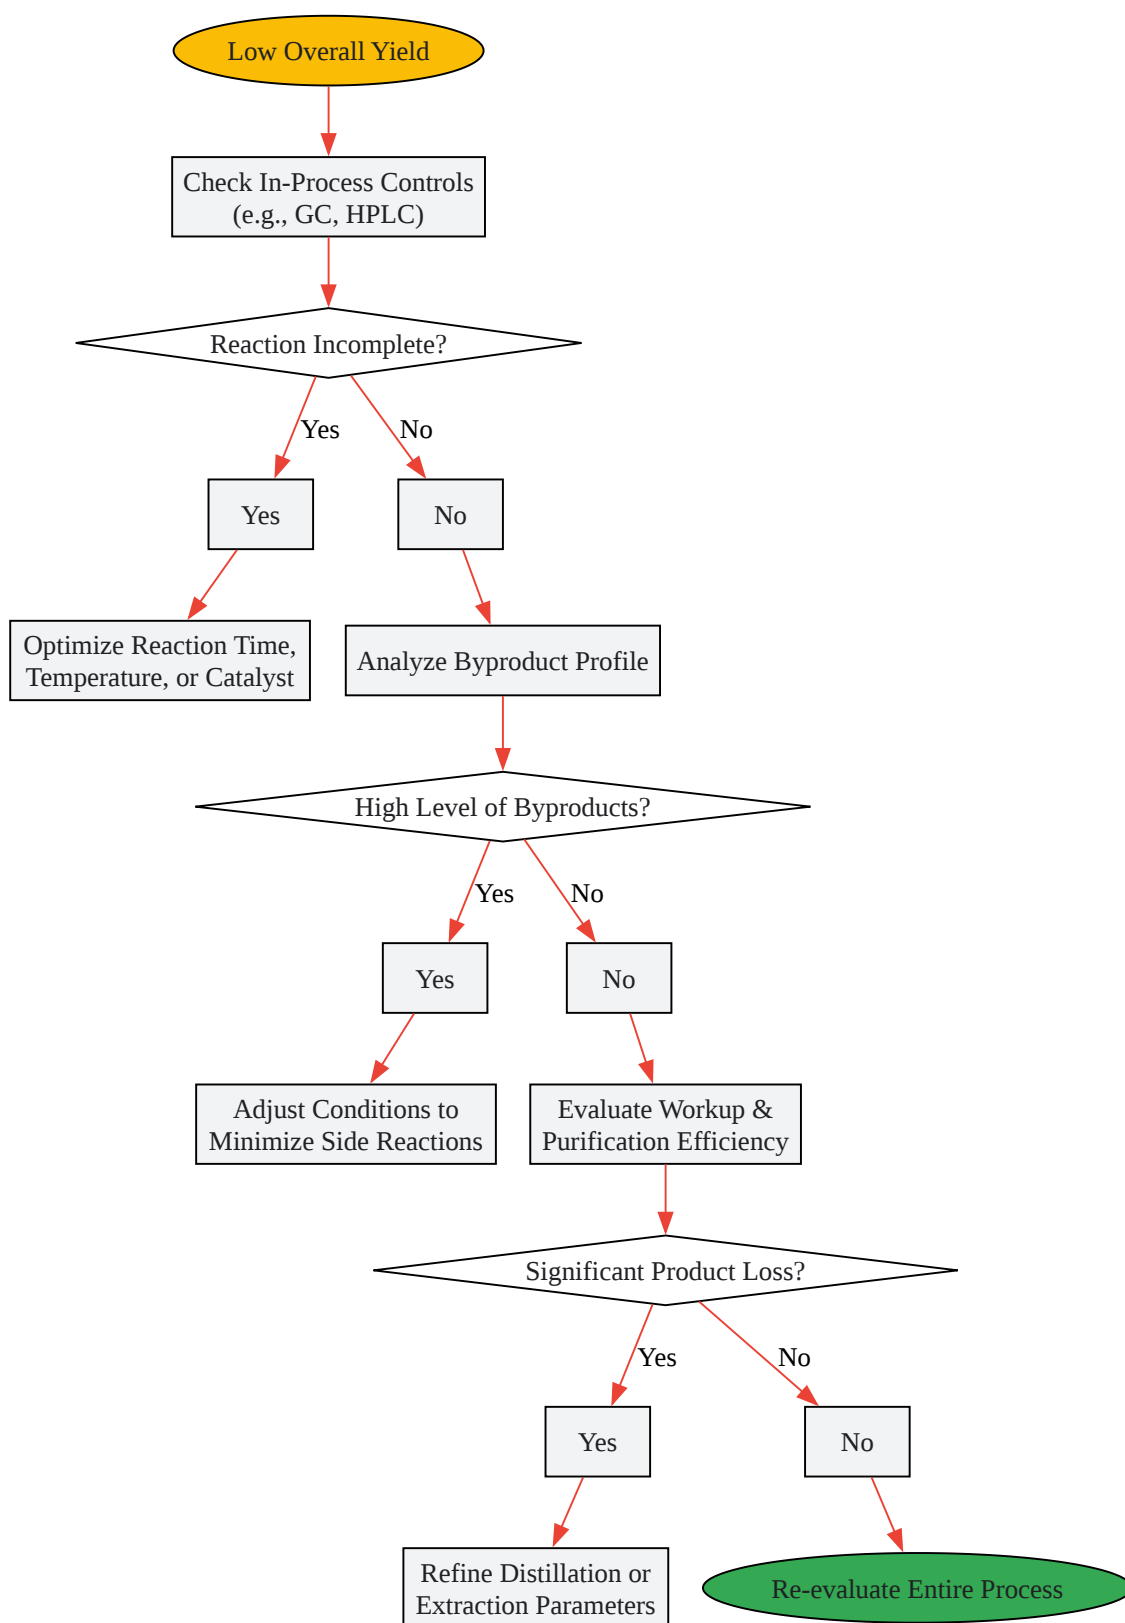 Low Overall Yield
Check In-Process Controls
(e.g., GC, HPLC)
Reaction Incomplete?
Yes
No
Yes
No
Optimize Reaction Time,
Temperature, or Catalyst
Analyze Byproduct Profile
High Level of Byproducts?
Yes
No
Yes
No
Adjust Conditions to
Minimize Side Reactions
Evaluate Workup &
Purification Efficiency
Significant Product Loss?
Yes
No
Yes
No
Refine Distillation or
Extraction Parameters
Re-evaluate Entire Process